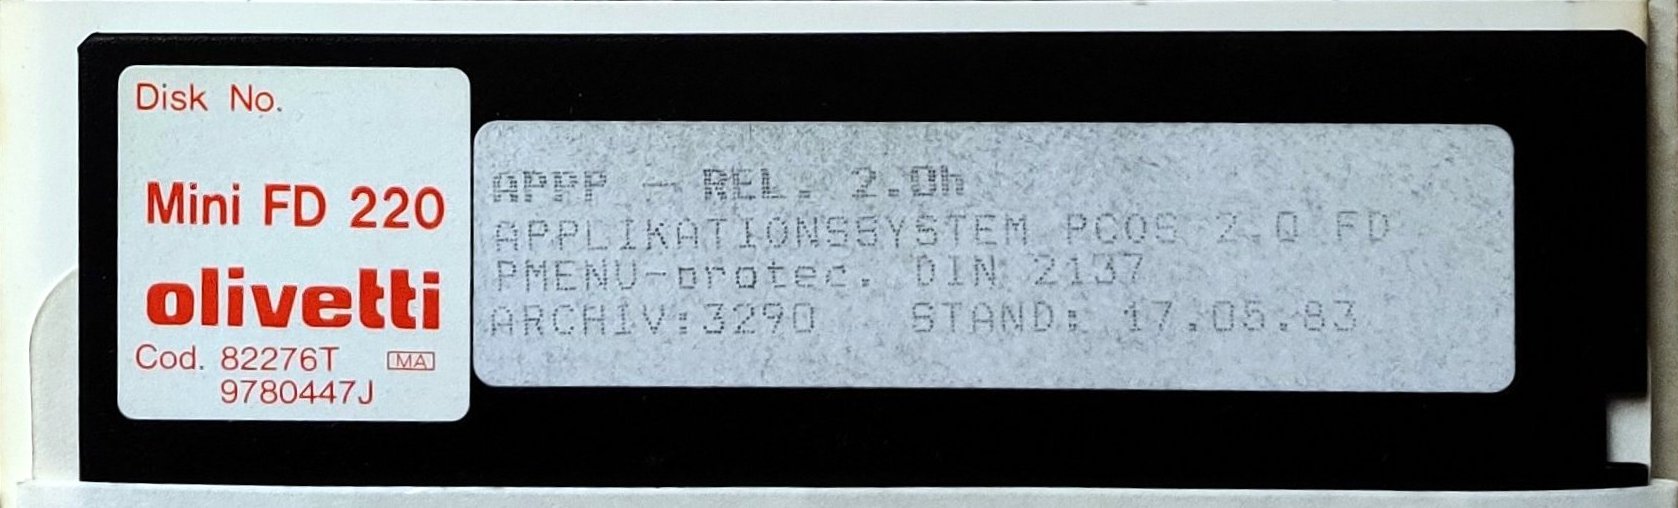 Disk No.
Mini FD 220
olivetti
Cod. 82276T MA
9780447J
APPP - REL. 2.0h
APPLIKATIONSSYSTEM PCOS 2.0 FD
PMENU-protec. DIN 2137
ARCHIV:3290 STAND: 17.05.83